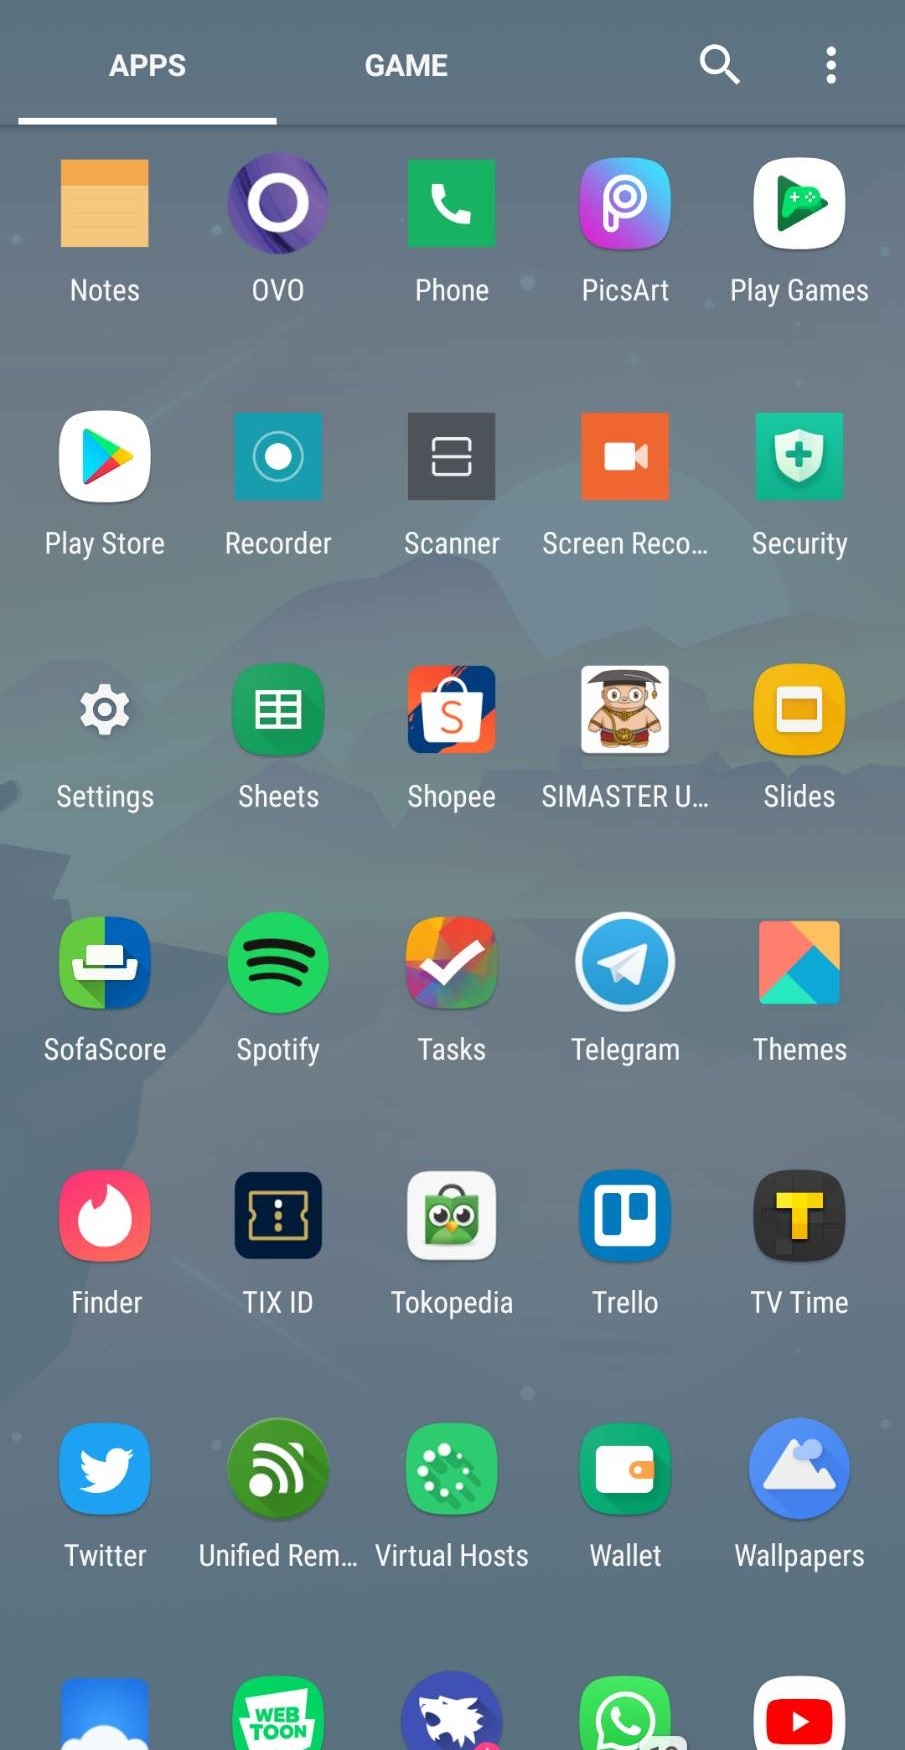 APPS GAME
Notes OVO Phone PicsArt Play Games
Play Store Recorder Scanner Screen Reco... Security
S
Settings Sheets Shopee SIMASTER U... Slides
SofaScore Spotify Tasks Telegram Themes
T
Finder TIX ID Tokopedia Trello TV Time
Twitter Unified Rem... Virtual Hosts Wallet Wallpapers
WEB
TOON